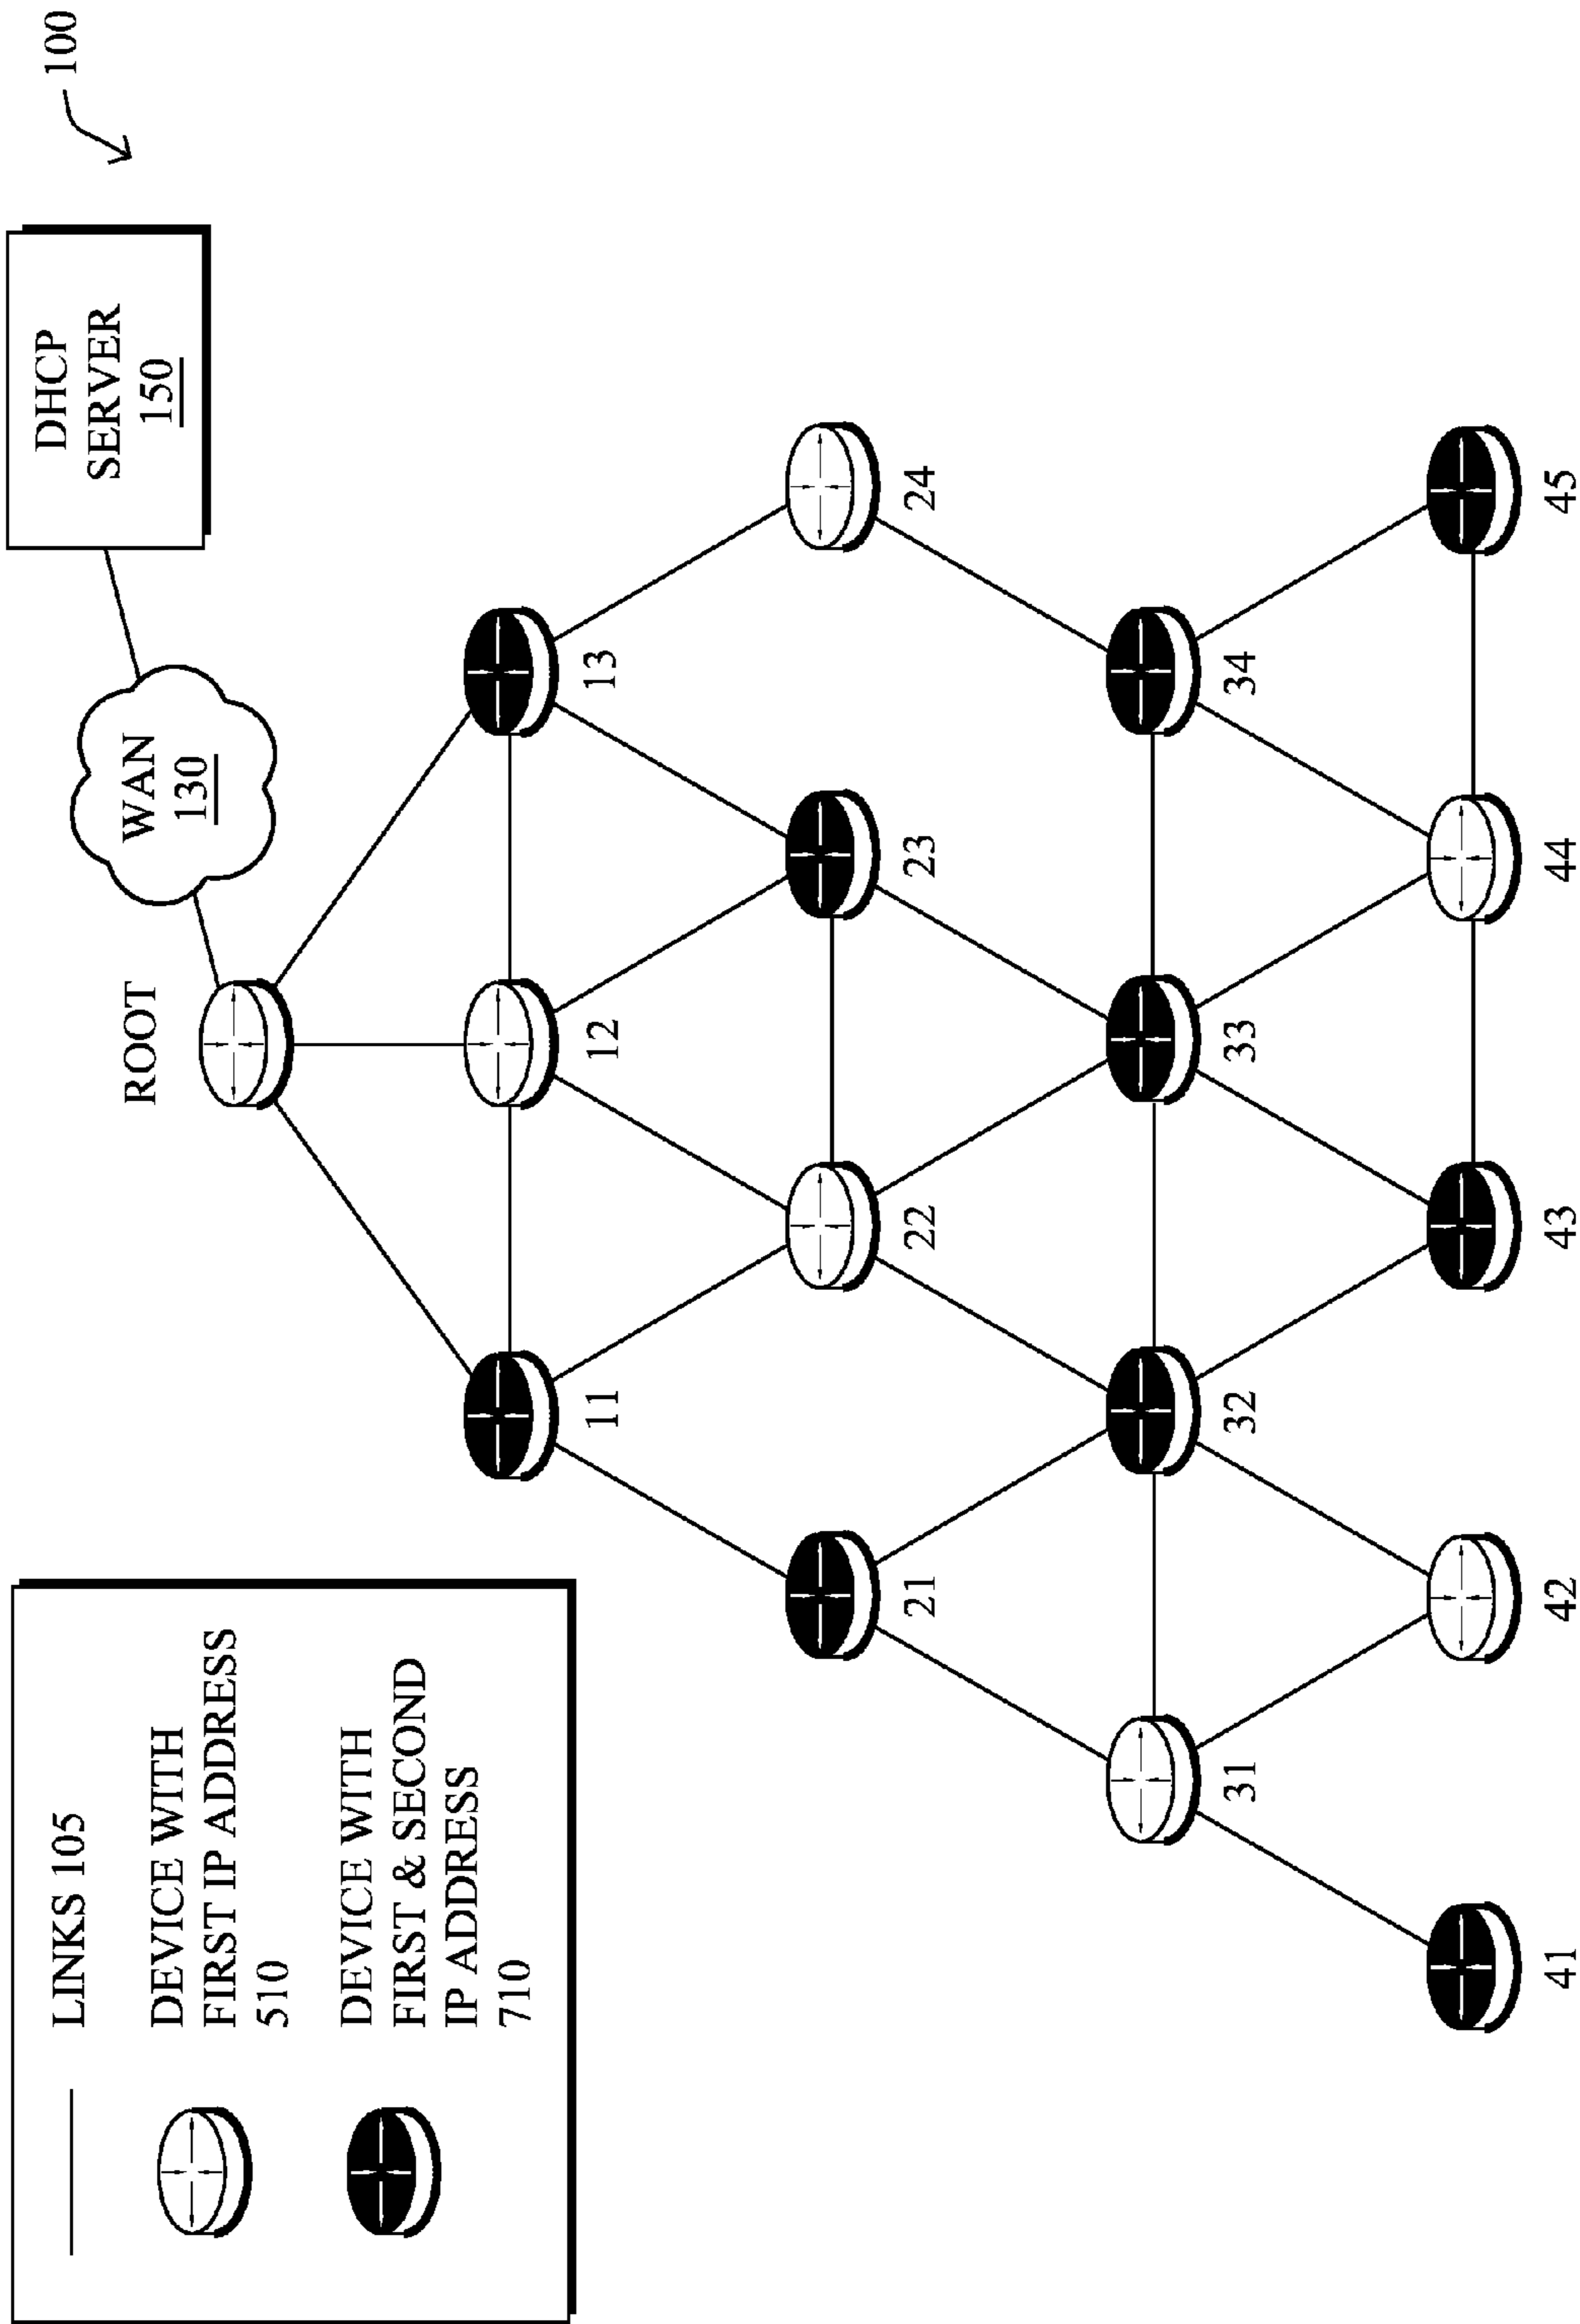 LINKS 105
DEVICE WITH
FIRST IP ADDRESS
510
DEVICE WITH
FIRST & SECOND
IP ADDRESS
710
DHCP
SERVER
150
100
WAN
130
ROOT
11
12
13
21
22
23
24
31
32
33
34
41
42
43
44
45